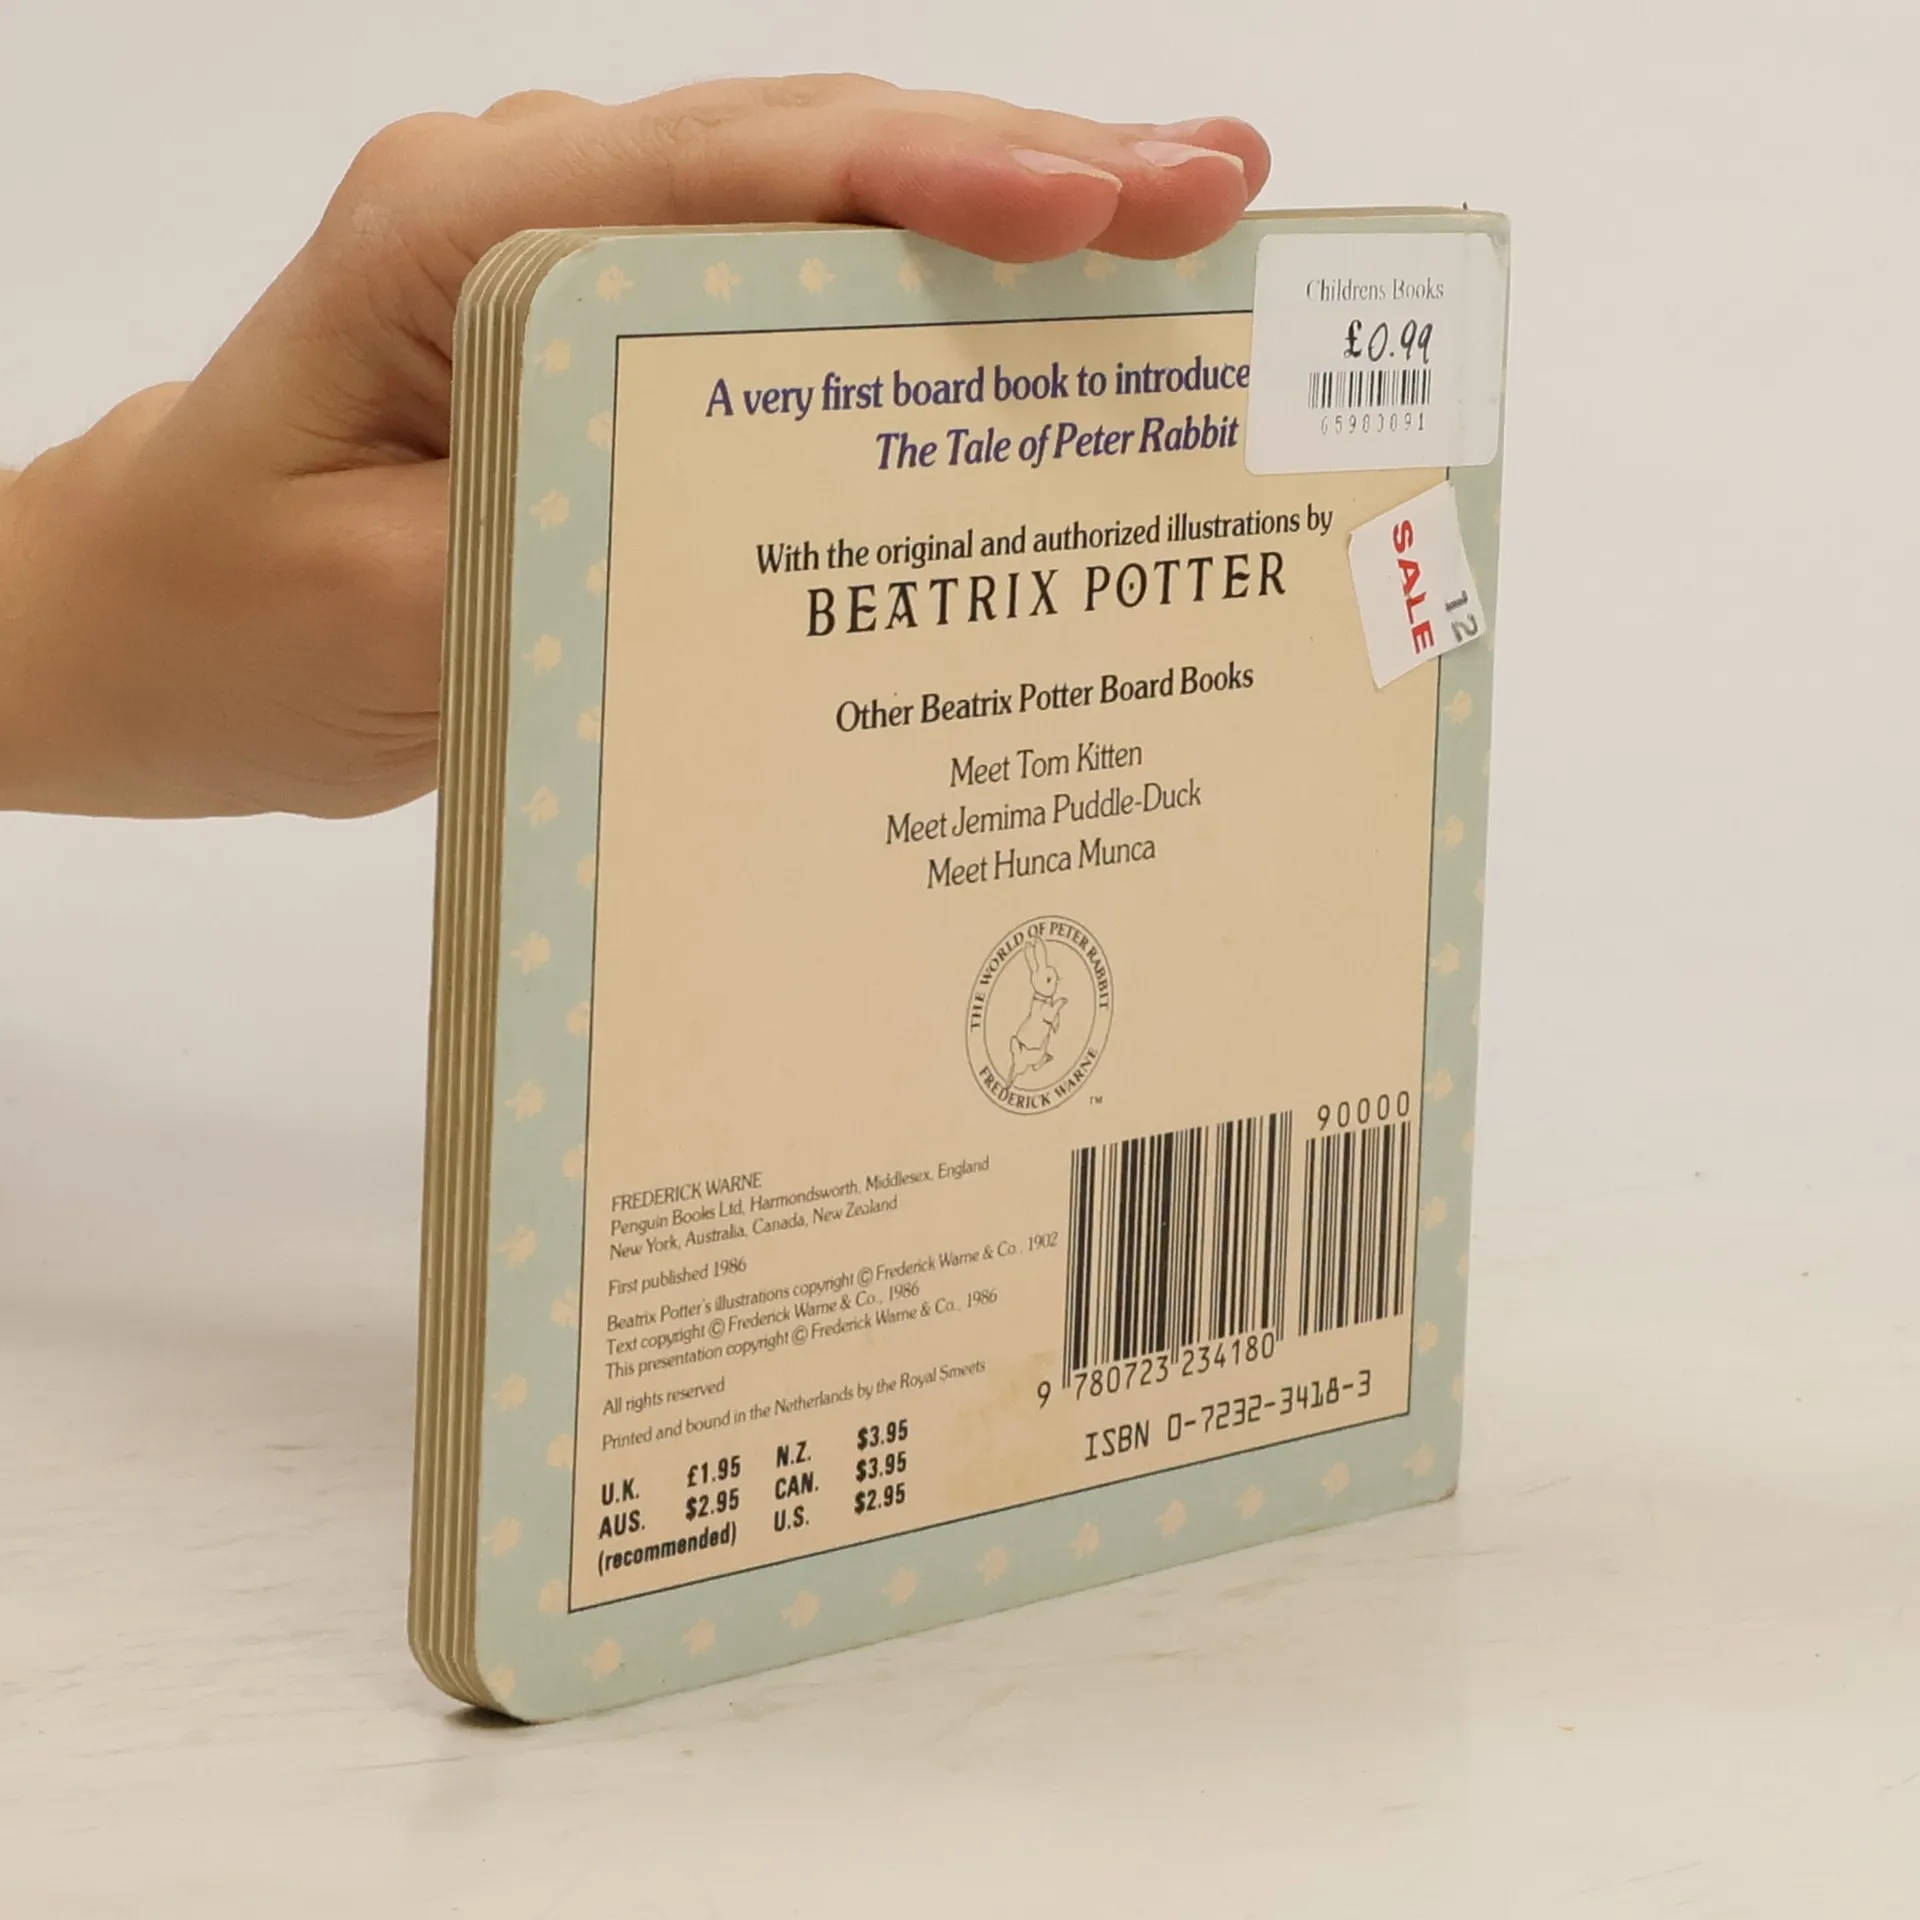 Childrens Books
£0.99
A very first board book to introduce
The Tale of Peter Rabbit
With the original and authorized illustrations by
BEATRIX POTTER
SALE
12
Other Beatrix Potter Board Books
Meet Tom Kitten
Meet Jemima Puddle-Duck
Meet Hunca Munca
THE WORLD OF PETER RABBIT
FREDERICK WARNE
TM
FREDERICK WARNE
Penguin Books Ltd, Harmondsworth, Middlesex, England
New York, Australia, Canada, New Zealand
First published 1986
Beatrix Potter's illustrations copyright © Frederick Warne & Co., 1902
Text copyright © Frederick Warne & Co., 1986
This presentation copyright © Frederick Warne & Co., 1986
All rights reserved
Printed and bound in the Netherlands by the Royal Smeets
U.K. £1.95 N.Z. $3.95
AUS. $2.95 CAN. $3.95
(recommended) U.S. $2.95
90000
9 780723 234180
ISBN 0-7232-3418-3